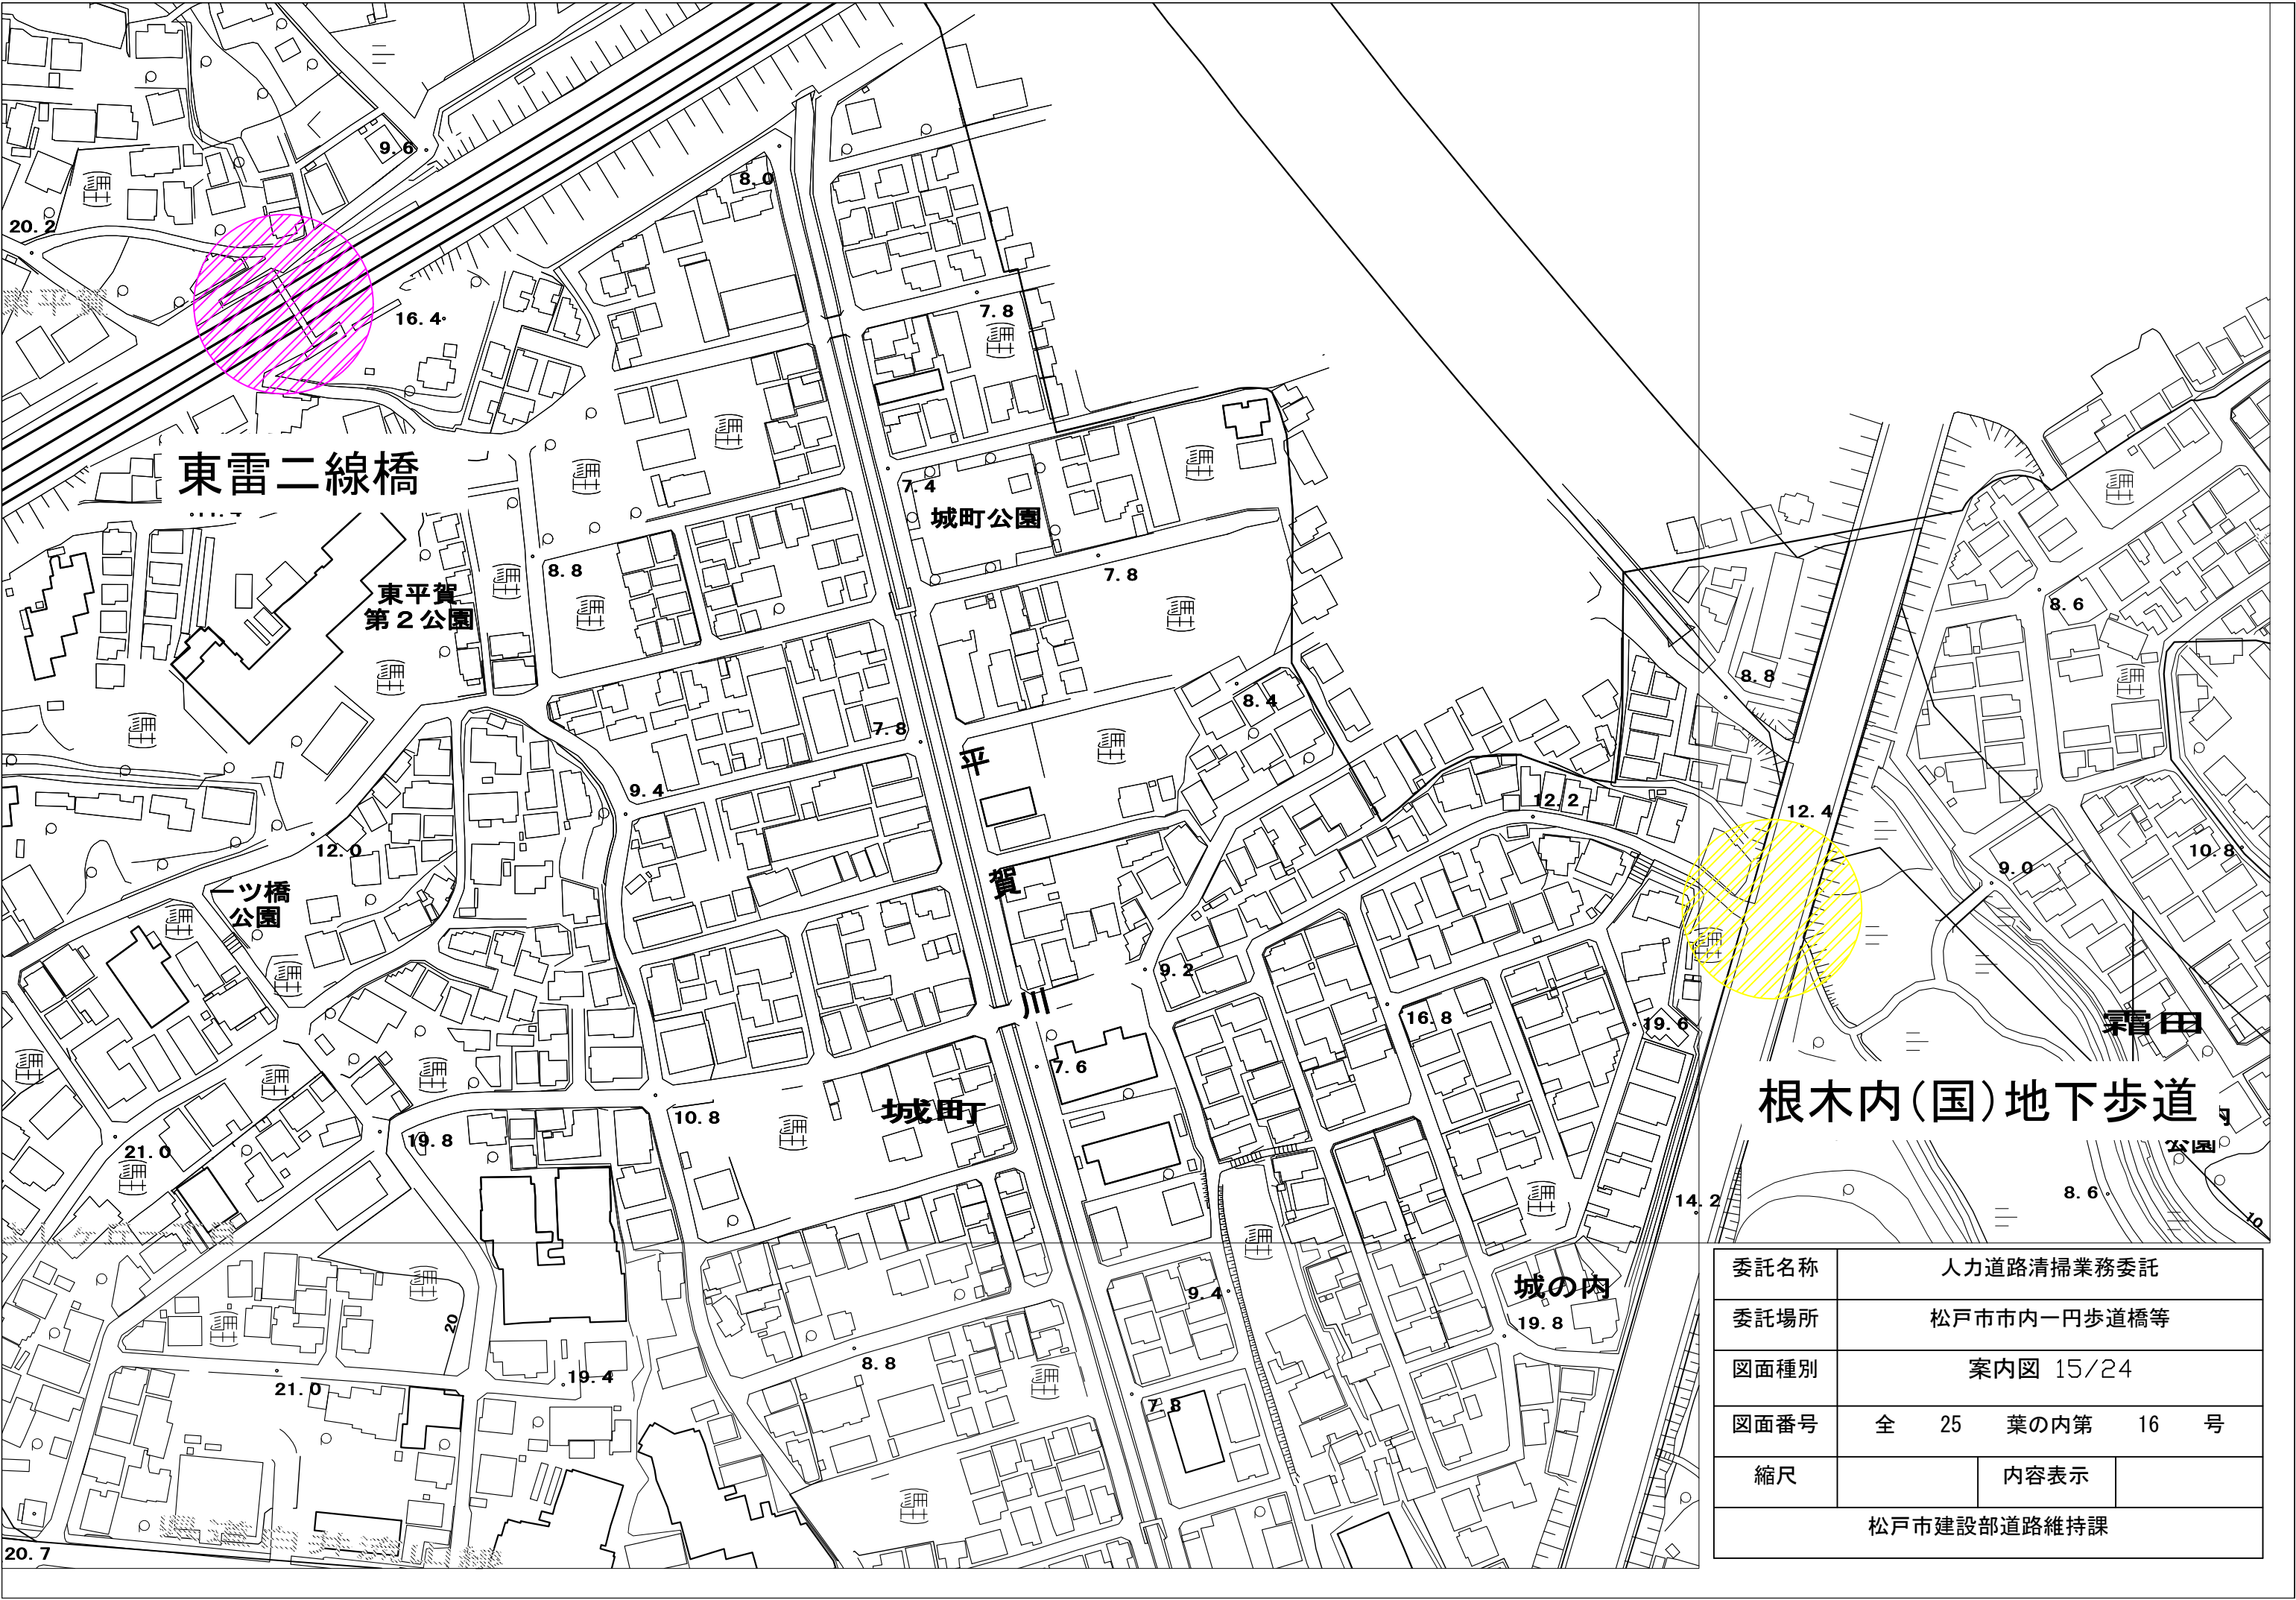 9.6
8.0
20.2
東平賀
16.4
7.8
東雷二線橋
7.4
城町公園
8.8
7.8
東平賀
第2公園
8.6
8.8
8.4
7.8
平
9.4
12.2
12.4
12.0
10.8
賀
9.0
一ツ橋
公園
9.2
川
16.8
19.6
霜田
7.6
根木内(国)地下歩道
城町
10.8
公園
19.8
21.0
14.2
8.6
10
9.4
城の内
20
19.8
8.8
19.4
21.0
7.8
20.7
委託名称 人力道路清掃業務委託
委託場所 松戸市市内一円歩道橋等
図面種別 案内図 15/24
図面番号 全 25 葉の内第 16 号
縮尺 内容表示
松戸市建設部道路維持課